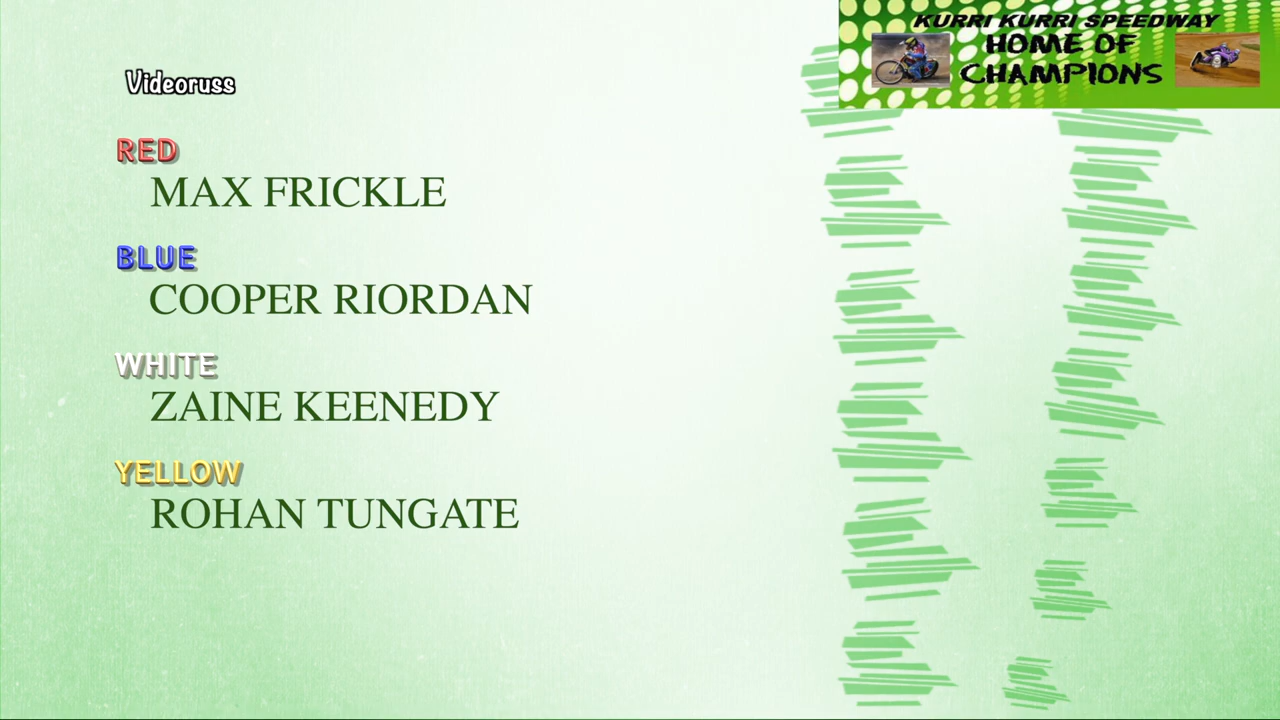 KURRI KURRI SPEEDWAY
HOME OF
CHAMPIONS
Videoruss
RED
MAX FRICKLE
BLUE
COOPER RIORDAN
WHITE
ZAINE KEENEDY
YELLOW
ROHAN TUNGATE